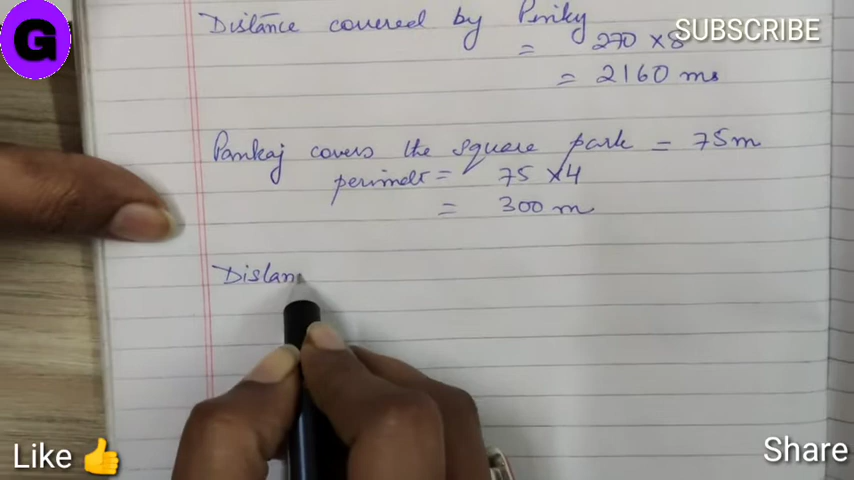 G
Distance covered by Pinky
= 270 × 8
SUBSCRIBE
= 2160 ms
Pankaj covers the square park = 75m
perimetr = 75 × 4
= 300 m
Distan
Like 👍
Share